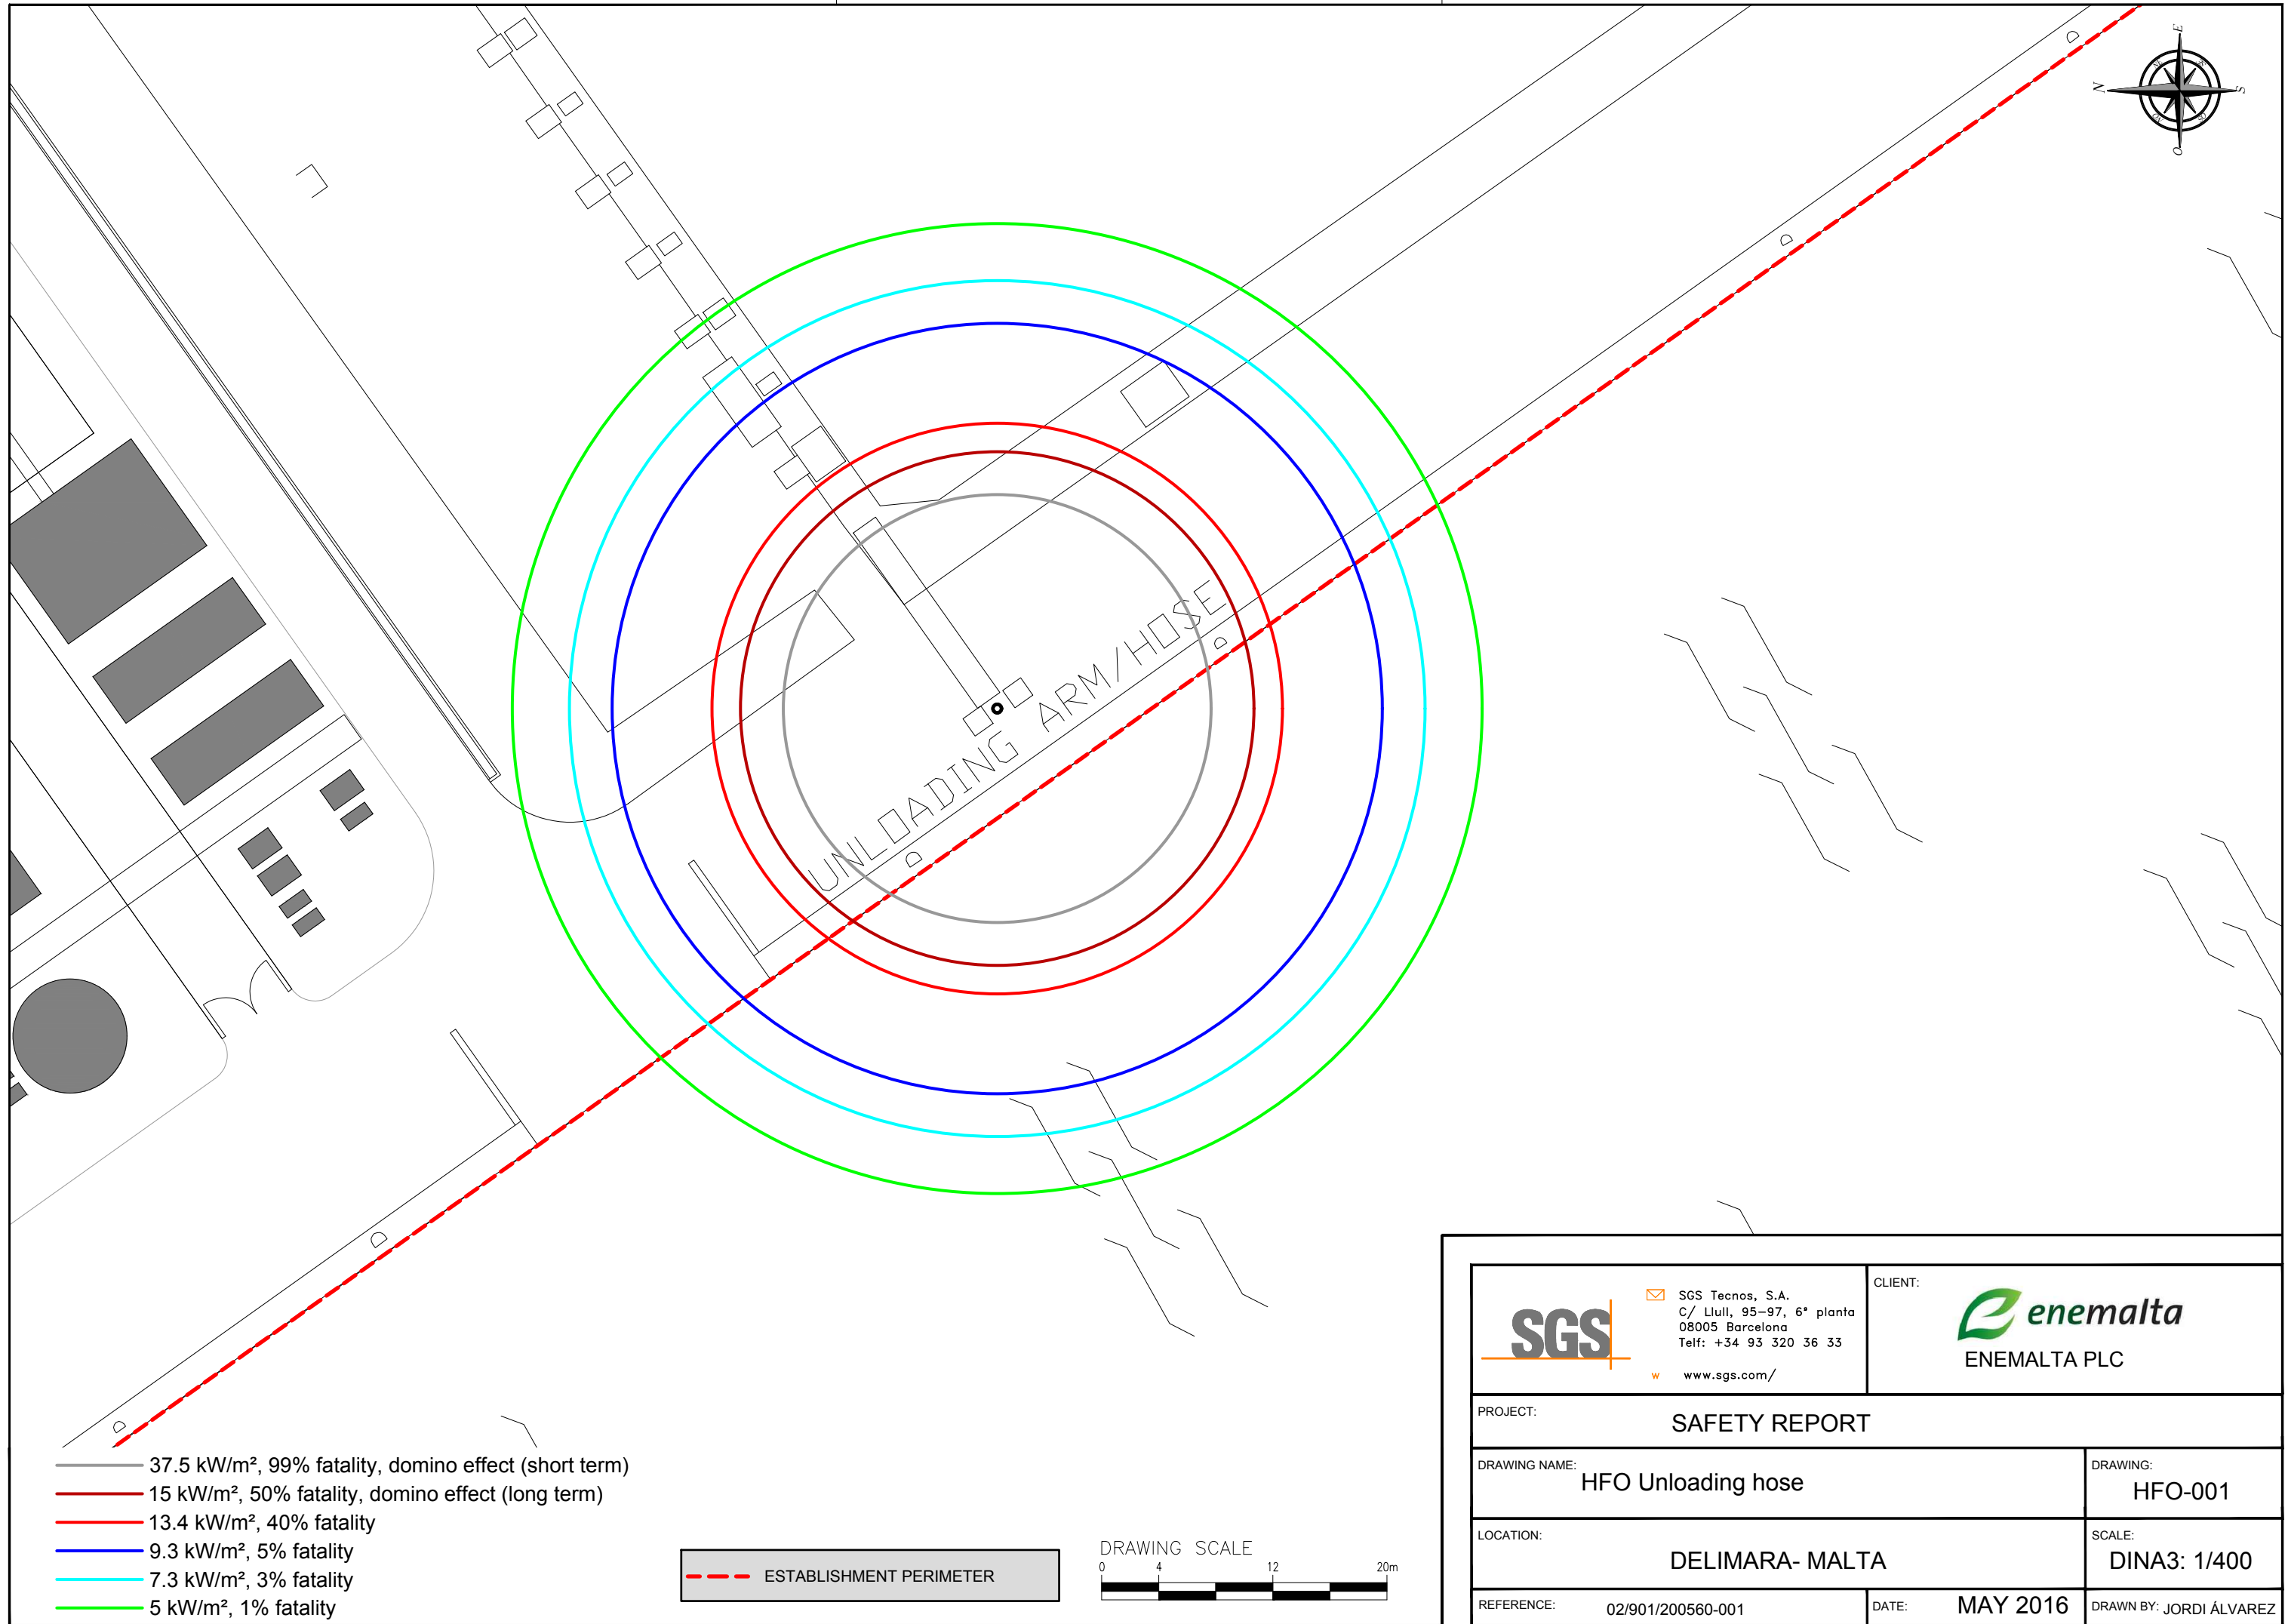 N
E
S
O
D
D
D
UNLOADING ARM/HOSE
D
D
D
37.5 kW/m², 99% fatality, domino effect (short term)
15 kW/m², 50% fatality, domino effect (long term)
13.4 kW/m², 40% fatality
9.3 kW/m², 5% fatality
7.3 kW/m², 3% fatality
5 kW/m², 1% fatality
ESTABLISHMENT PERIMETER
DRAWING SCALE
0 4 12 20m
SGS
SGS Tecnos, S.A.
C/ Llull, 95-97, 6ª planta
08005 Barcelona
Telf: +34 93 320 36 33
w www.sgs.com/
CLIENT:
enemalta
ENEMALTA PLC
PROJECT:
SAFETY REPORT
DRAWING NAME:
HFO Unloading hose
DRAWING:
HFO-001
LOCATION:
DELIMARA- MALTA
SCALE:
DINA3: 1/400
REFERENCE: 02/901/200560-001
DATE: MAY 2016
DRAWN BY: JORDI ÁLVAREZ